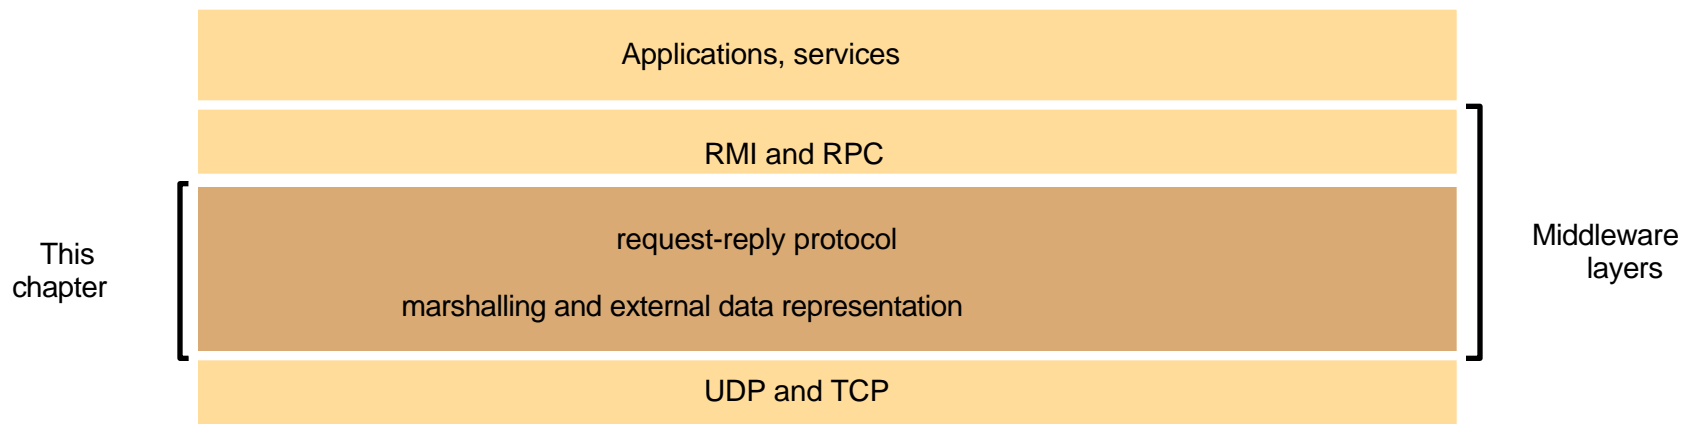 Applications, services
RMI and RPC
This
chapter
request-reply protocol
marshalling and external data representation
Middleware
layers
UDP and TCP